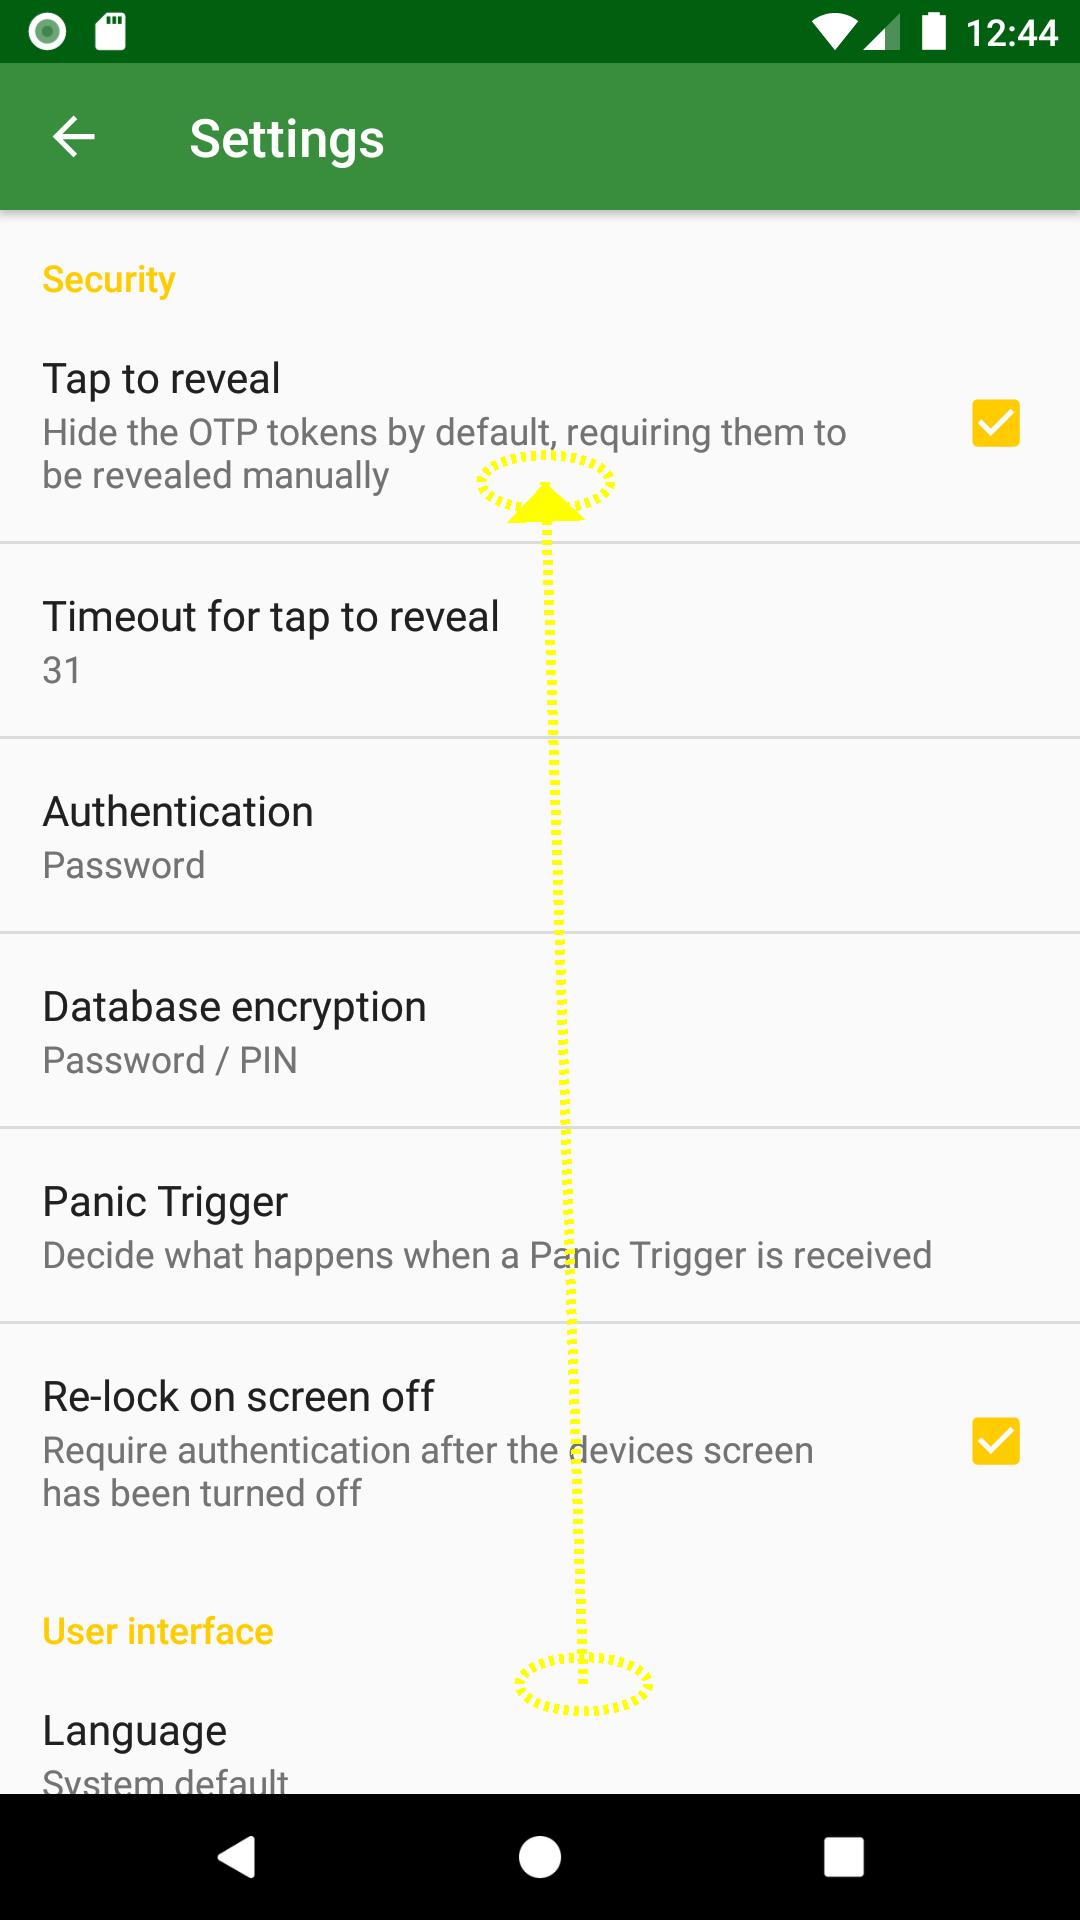 12:44
Settings
Security
Tap to reveal
Hide the OTP tokens by default, requiring them to
be revealed manually
Timeout for tap to reveal
31
Authentication
Password
Database encryption
Password / PIN
Panic Trigger
Decide what happens when a Panic Trigger is received
Re-lock on screen off
Require authentication after the devices screen
has been turned off
User interface
Language
System default